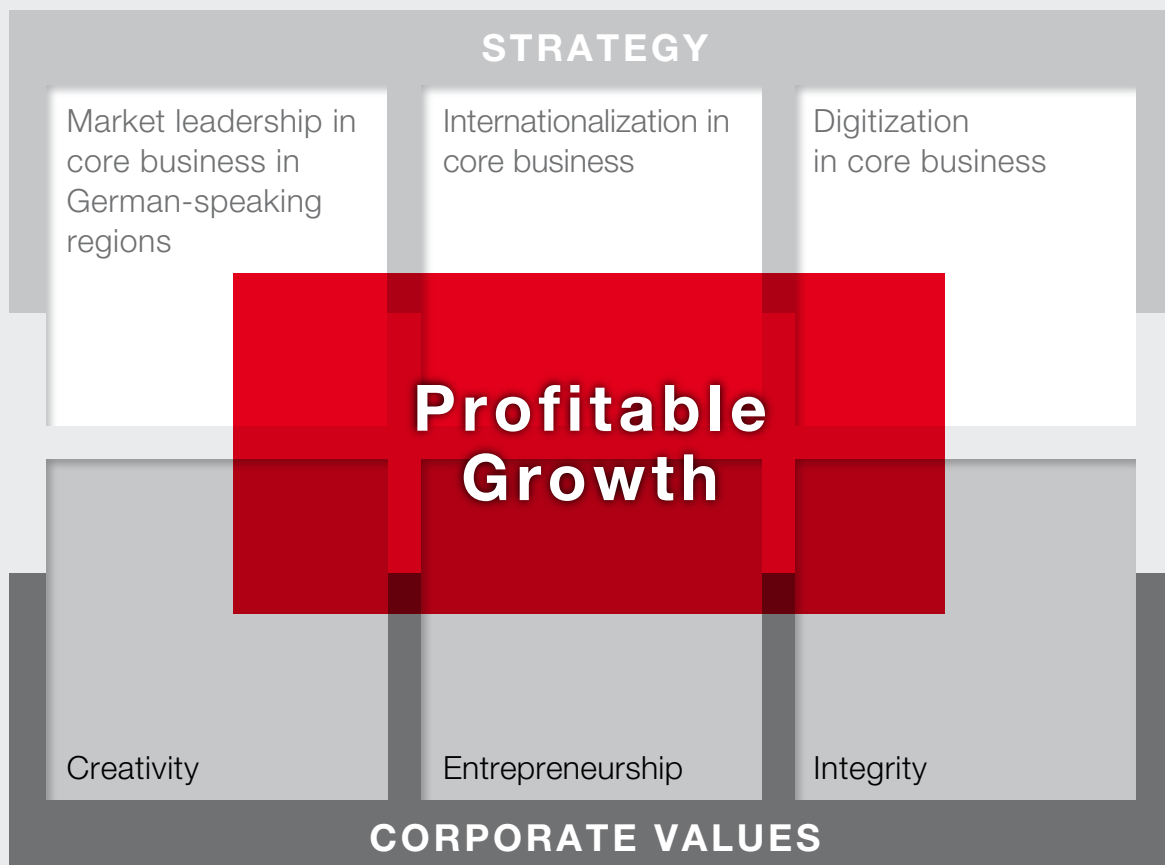 STRATEGY
Market leadership in
core business in
German-speaking
regions
Internationalization in
core business
Digitization
in core business
Profitable
Growth
Creativity
Entrepreneurship
Integrity
CORPORATE VALUES